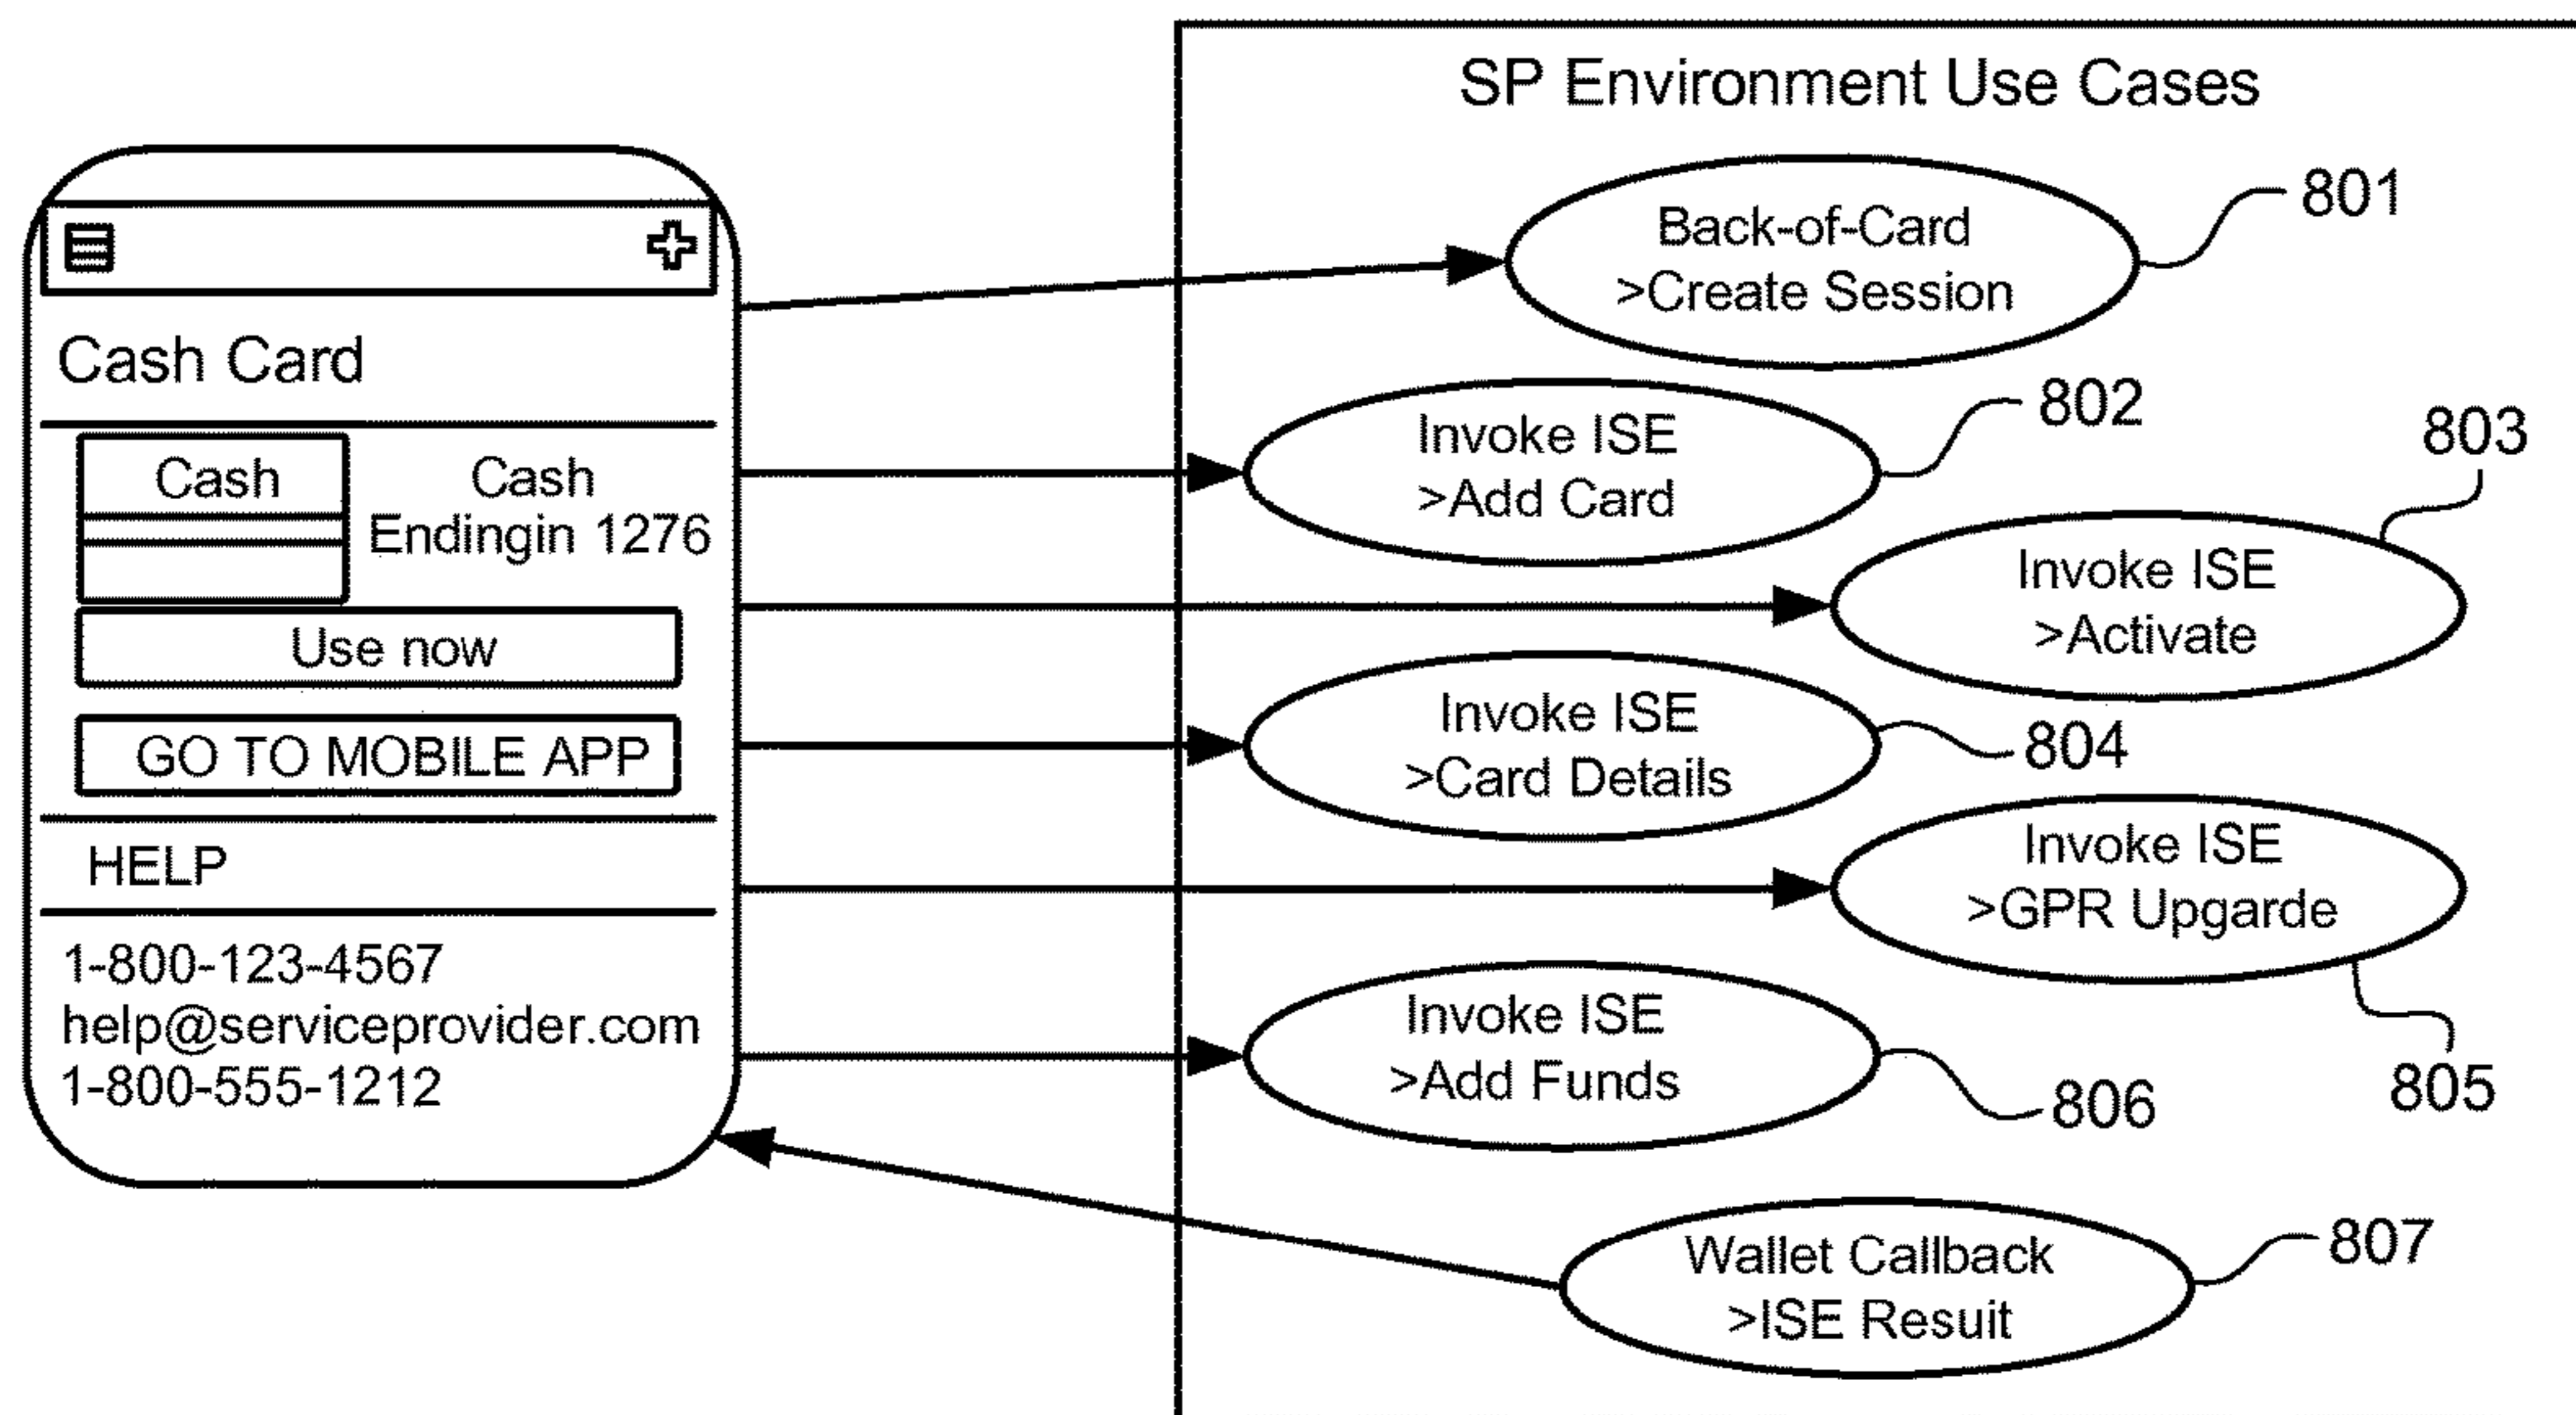 Cash Card
Cash
Cash
Endingin 1276
Use now
GO TO MOBILE APP
HELP
1-800-123-4567
help@serviceprovider.com
1-800-555-1212
SP Environment Use Cases
Back-of-Card
>Create Session
801
Invoke ISE
>Add Card
802
Invoke ISE
>Activate
803
Invoke ISE
>Card Details
804
Invoke ISE
>GPR Upgarde
805
Invoke ISE
>Add Funds
806
Wallet Callback
>ISE Resuit
807